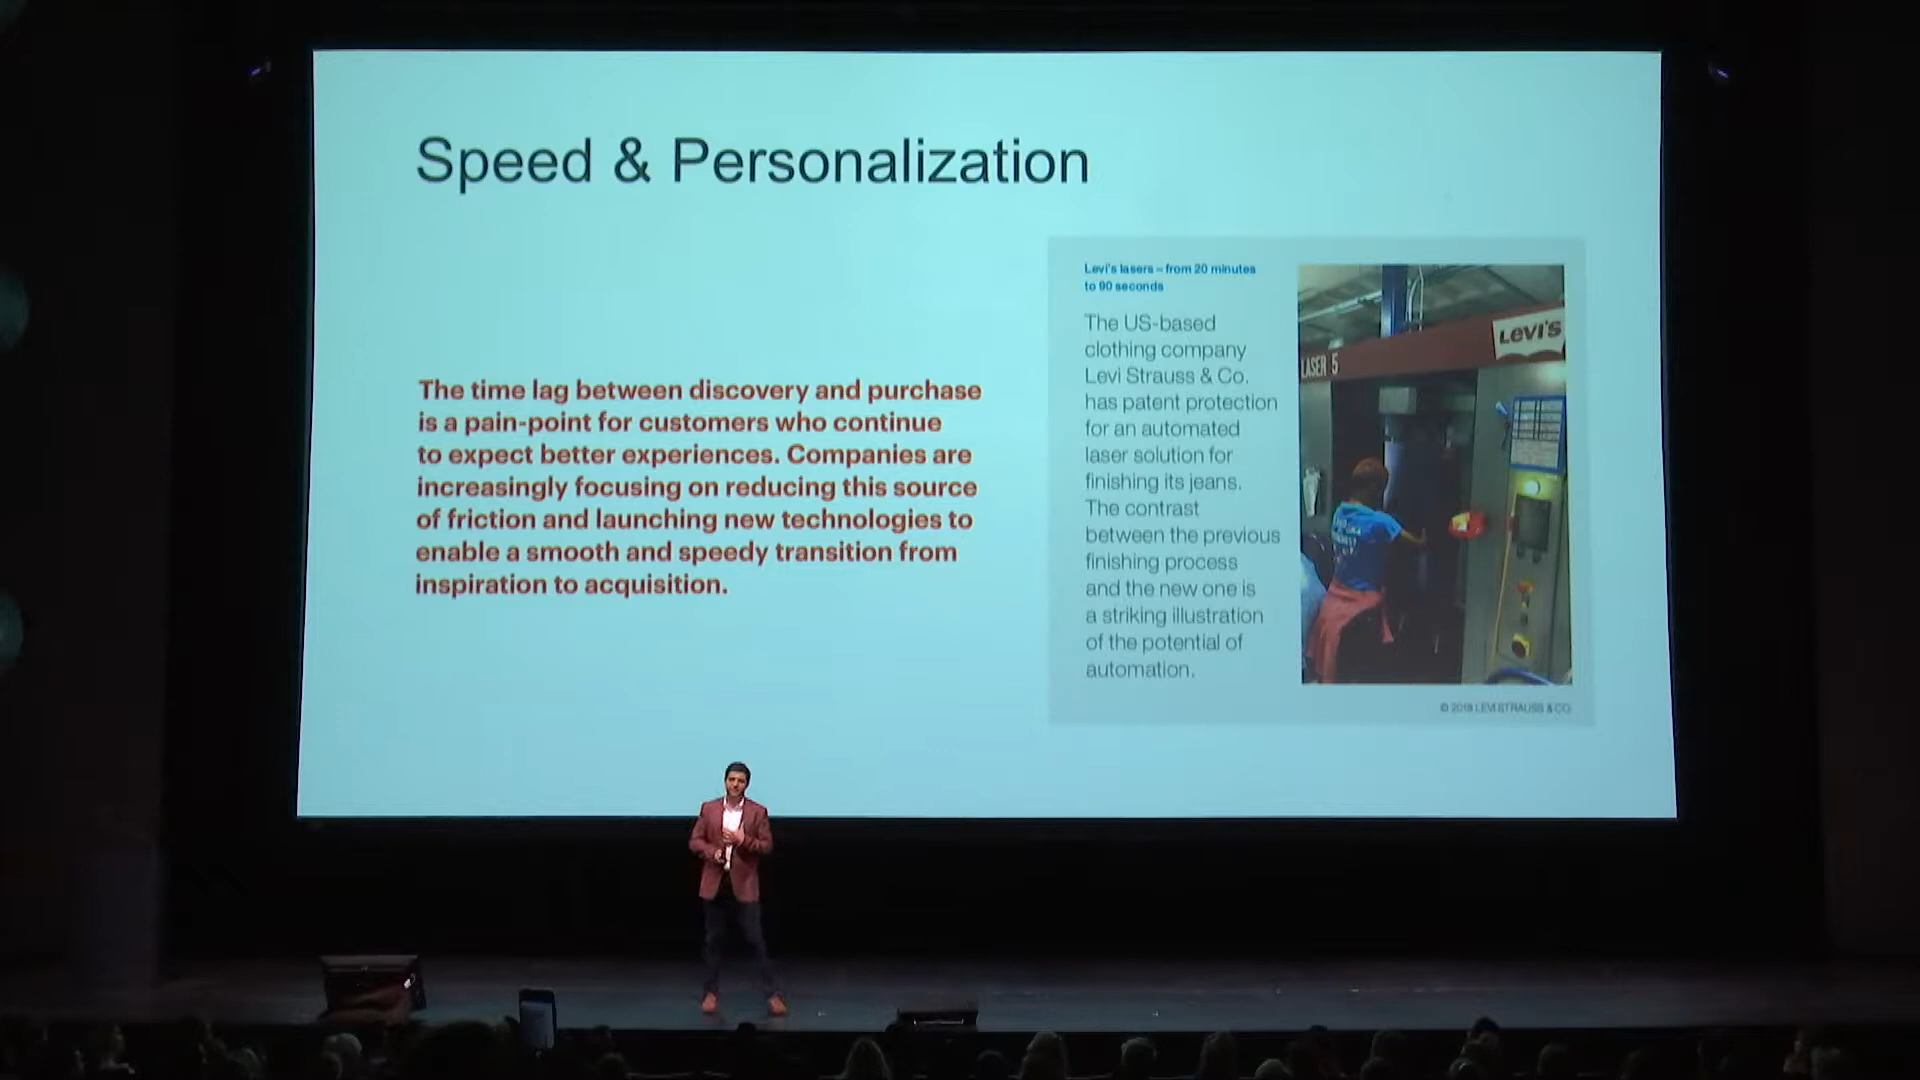 Speed & Personalization
The time lag between discovery and purchase
is a pain-point for customers who continue
to expect better experiences. Companies are
increasingly focusing on reducing this source
of friction and launching new technologies to
enable a smooth and speedy transition from
inspiration to acquisition.
Levi's lasers – from 20 minutes
to 90 seconds
The US-based
clothing company
Levi Strauss & Co.
has patent protection
for an automated
laser solution for
finishing its jeans.
The contrast
between the previous
finishing process
and the new one is
a striking illustration
of the potential of
automation.
LEVI'S
LASER 5
© 2018 LEVI STRAUSS & CO